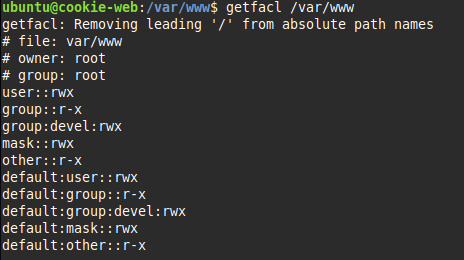 ubuntu@cookie-web:/var/www$ getfacl /var/www
getfacl: Removing leading '/' from absolute path names
# file: var/www
# owner: root
# group: root
user::rwx
group::r-x
group:devel:rwx
mask::rwx
other::r-x
default:user::rwx
default:group::r-x
default:group:devel:rwx
default:mask::rwx
default:other::r-x